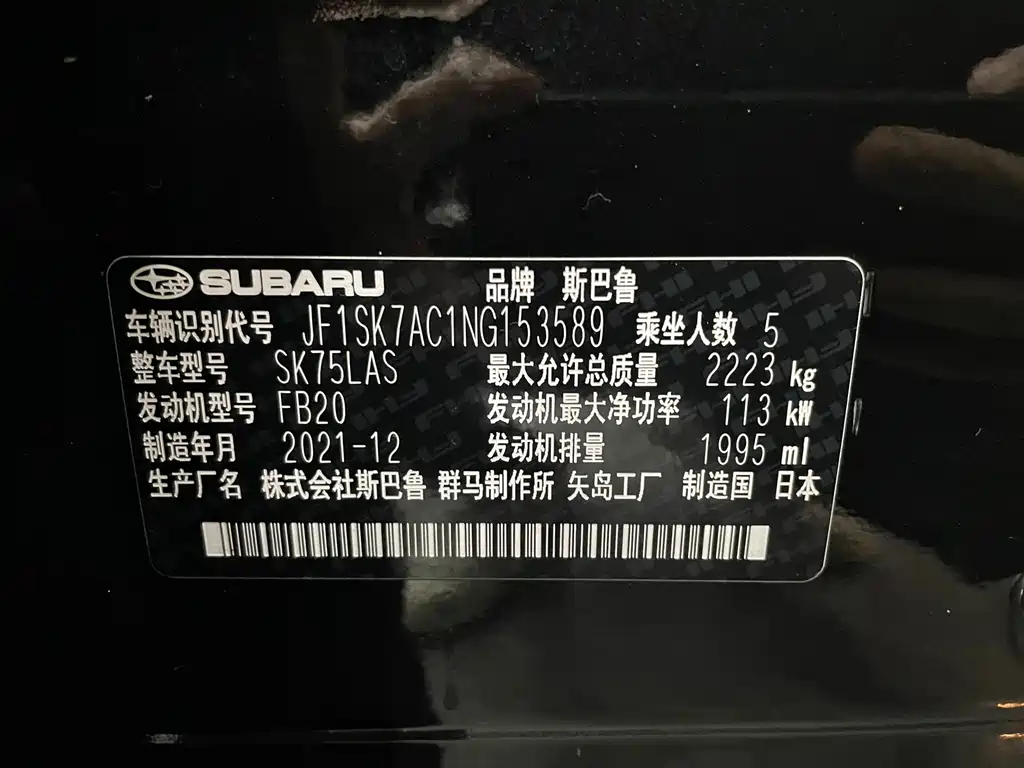 SUBARU 品牌 斯巴鲁
车辆识别代号 JF1SK7AC1NG153589 乘坐人数 5
整车型号 SK75LAS 最大允许总质量 2223 kg
发动机型号 FB20 发动机最大净功率 113 kW
制造年月 2021-12 发动机排量 1995 ml
生产厂名 株式会社斯巴鲁 群马制作所 矢岛工厂 制造国 日本